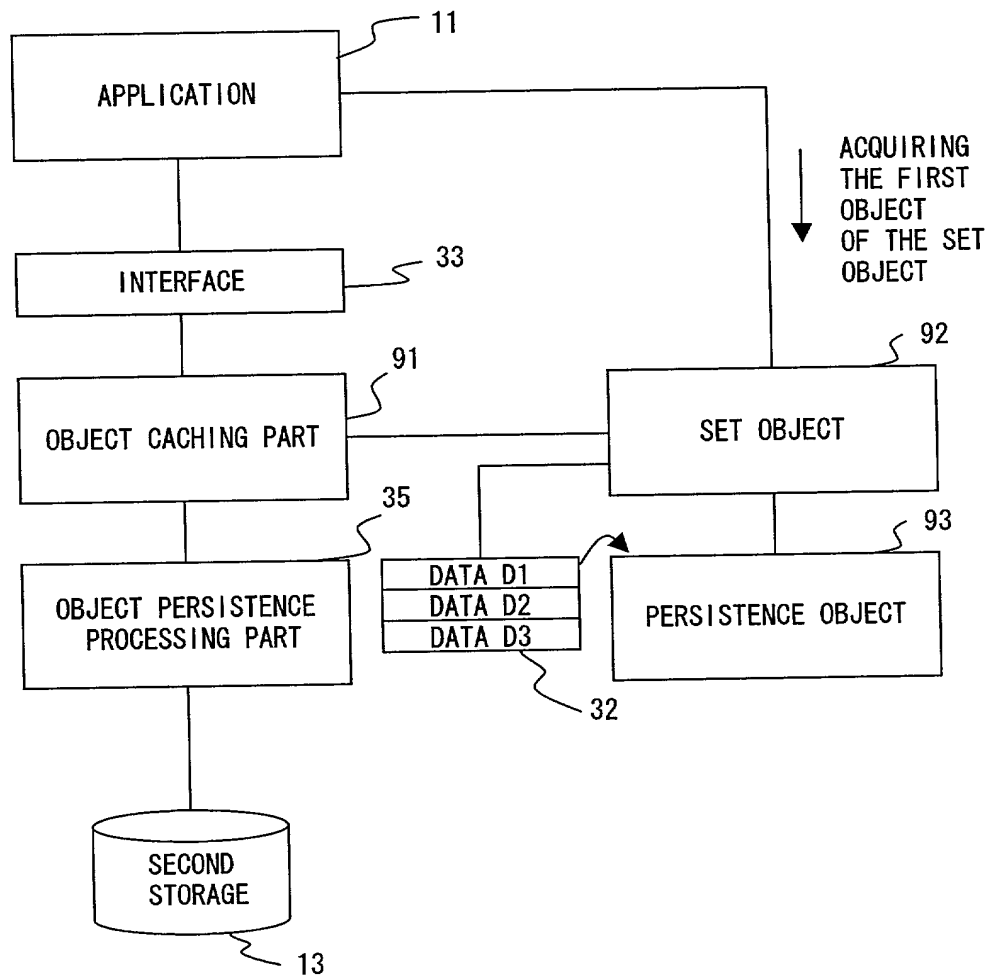 11
APPLICATION
ACQUIRING
THE FIRST
OBJECT
OF THE SET
OBJECT
INTERFACE
33
91
92
OBJECT CACHING PART
SET OBJECT
35
93
OBJECT PERSISTENCE
PROCESSING PART
DATA D1
DATA D2
DATA D3
PERSISTENCE OBJECT
32
SECOND
STORAGE
13